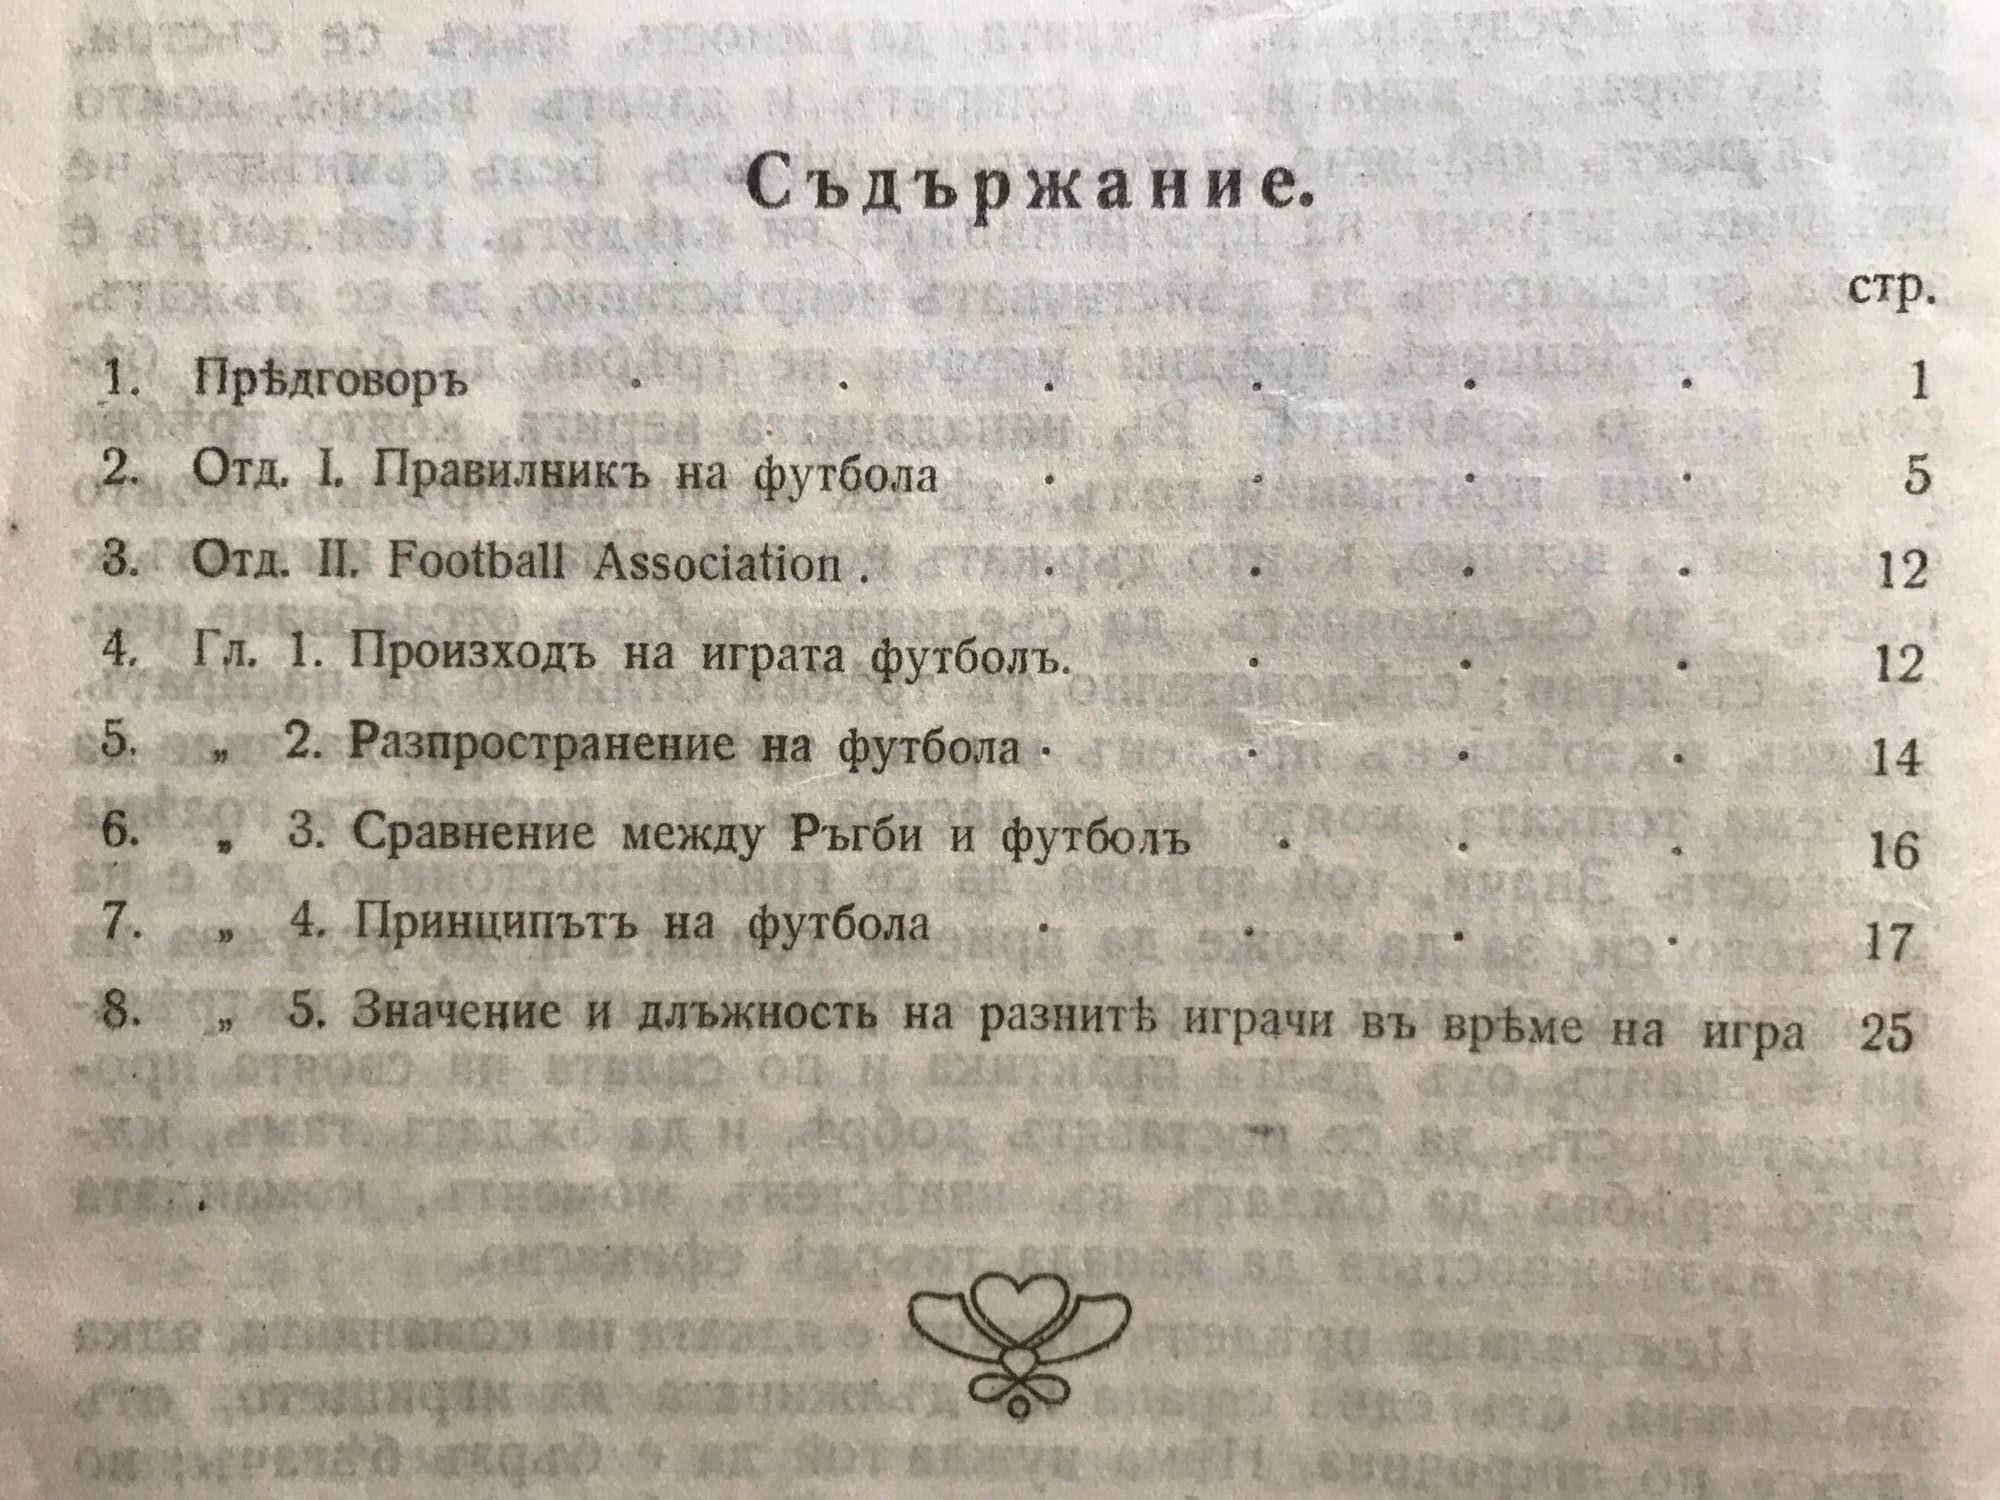 Съдържание.
стр.
1. Прѣдговоръ . . . . . . 1
2. Отд. I. Правилникъ на футбола . . . . 5
3. Отд. II. Football Association . . . . . 12
4. Гл. 1. Произходъ на играта футболъ. . . . 12
5. „ 2. Разпространение на футбола . . . . 14
6. „ 3. Сравнение между Ръгби и футболъ . . . 16
7. „ 4. Принципътъ на футбола . . . . 17
8. „ 5. Значение и длъжность на разнитѣ играчи въ врѣме на игра 25